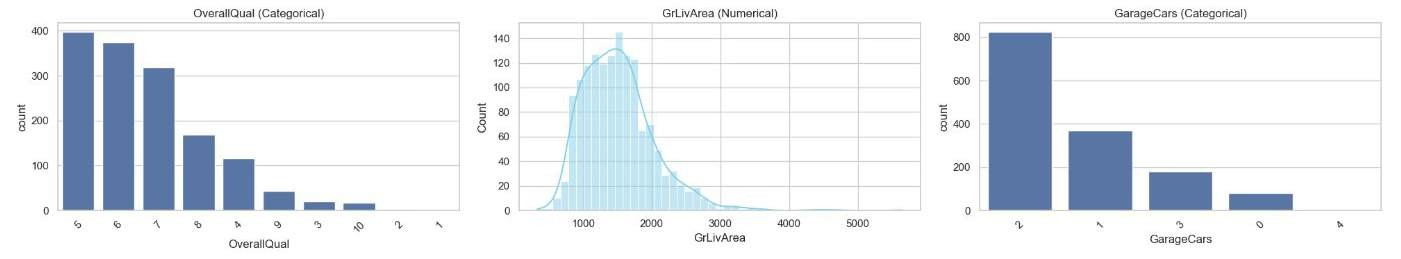 OverallQual (Categorical)
400
300
200
100
0
count
5 6 7 8 4 9 3 10 2 1
OverallQual
GrLivArea (Numerical)
140
120
100
80
60
40
20
0
Count
1000 2000 3000 4000 5000
GrLivArea
GarageCars (Categorical)
800
600
400
200
0
count
2 1 3 0 4
GarageCars